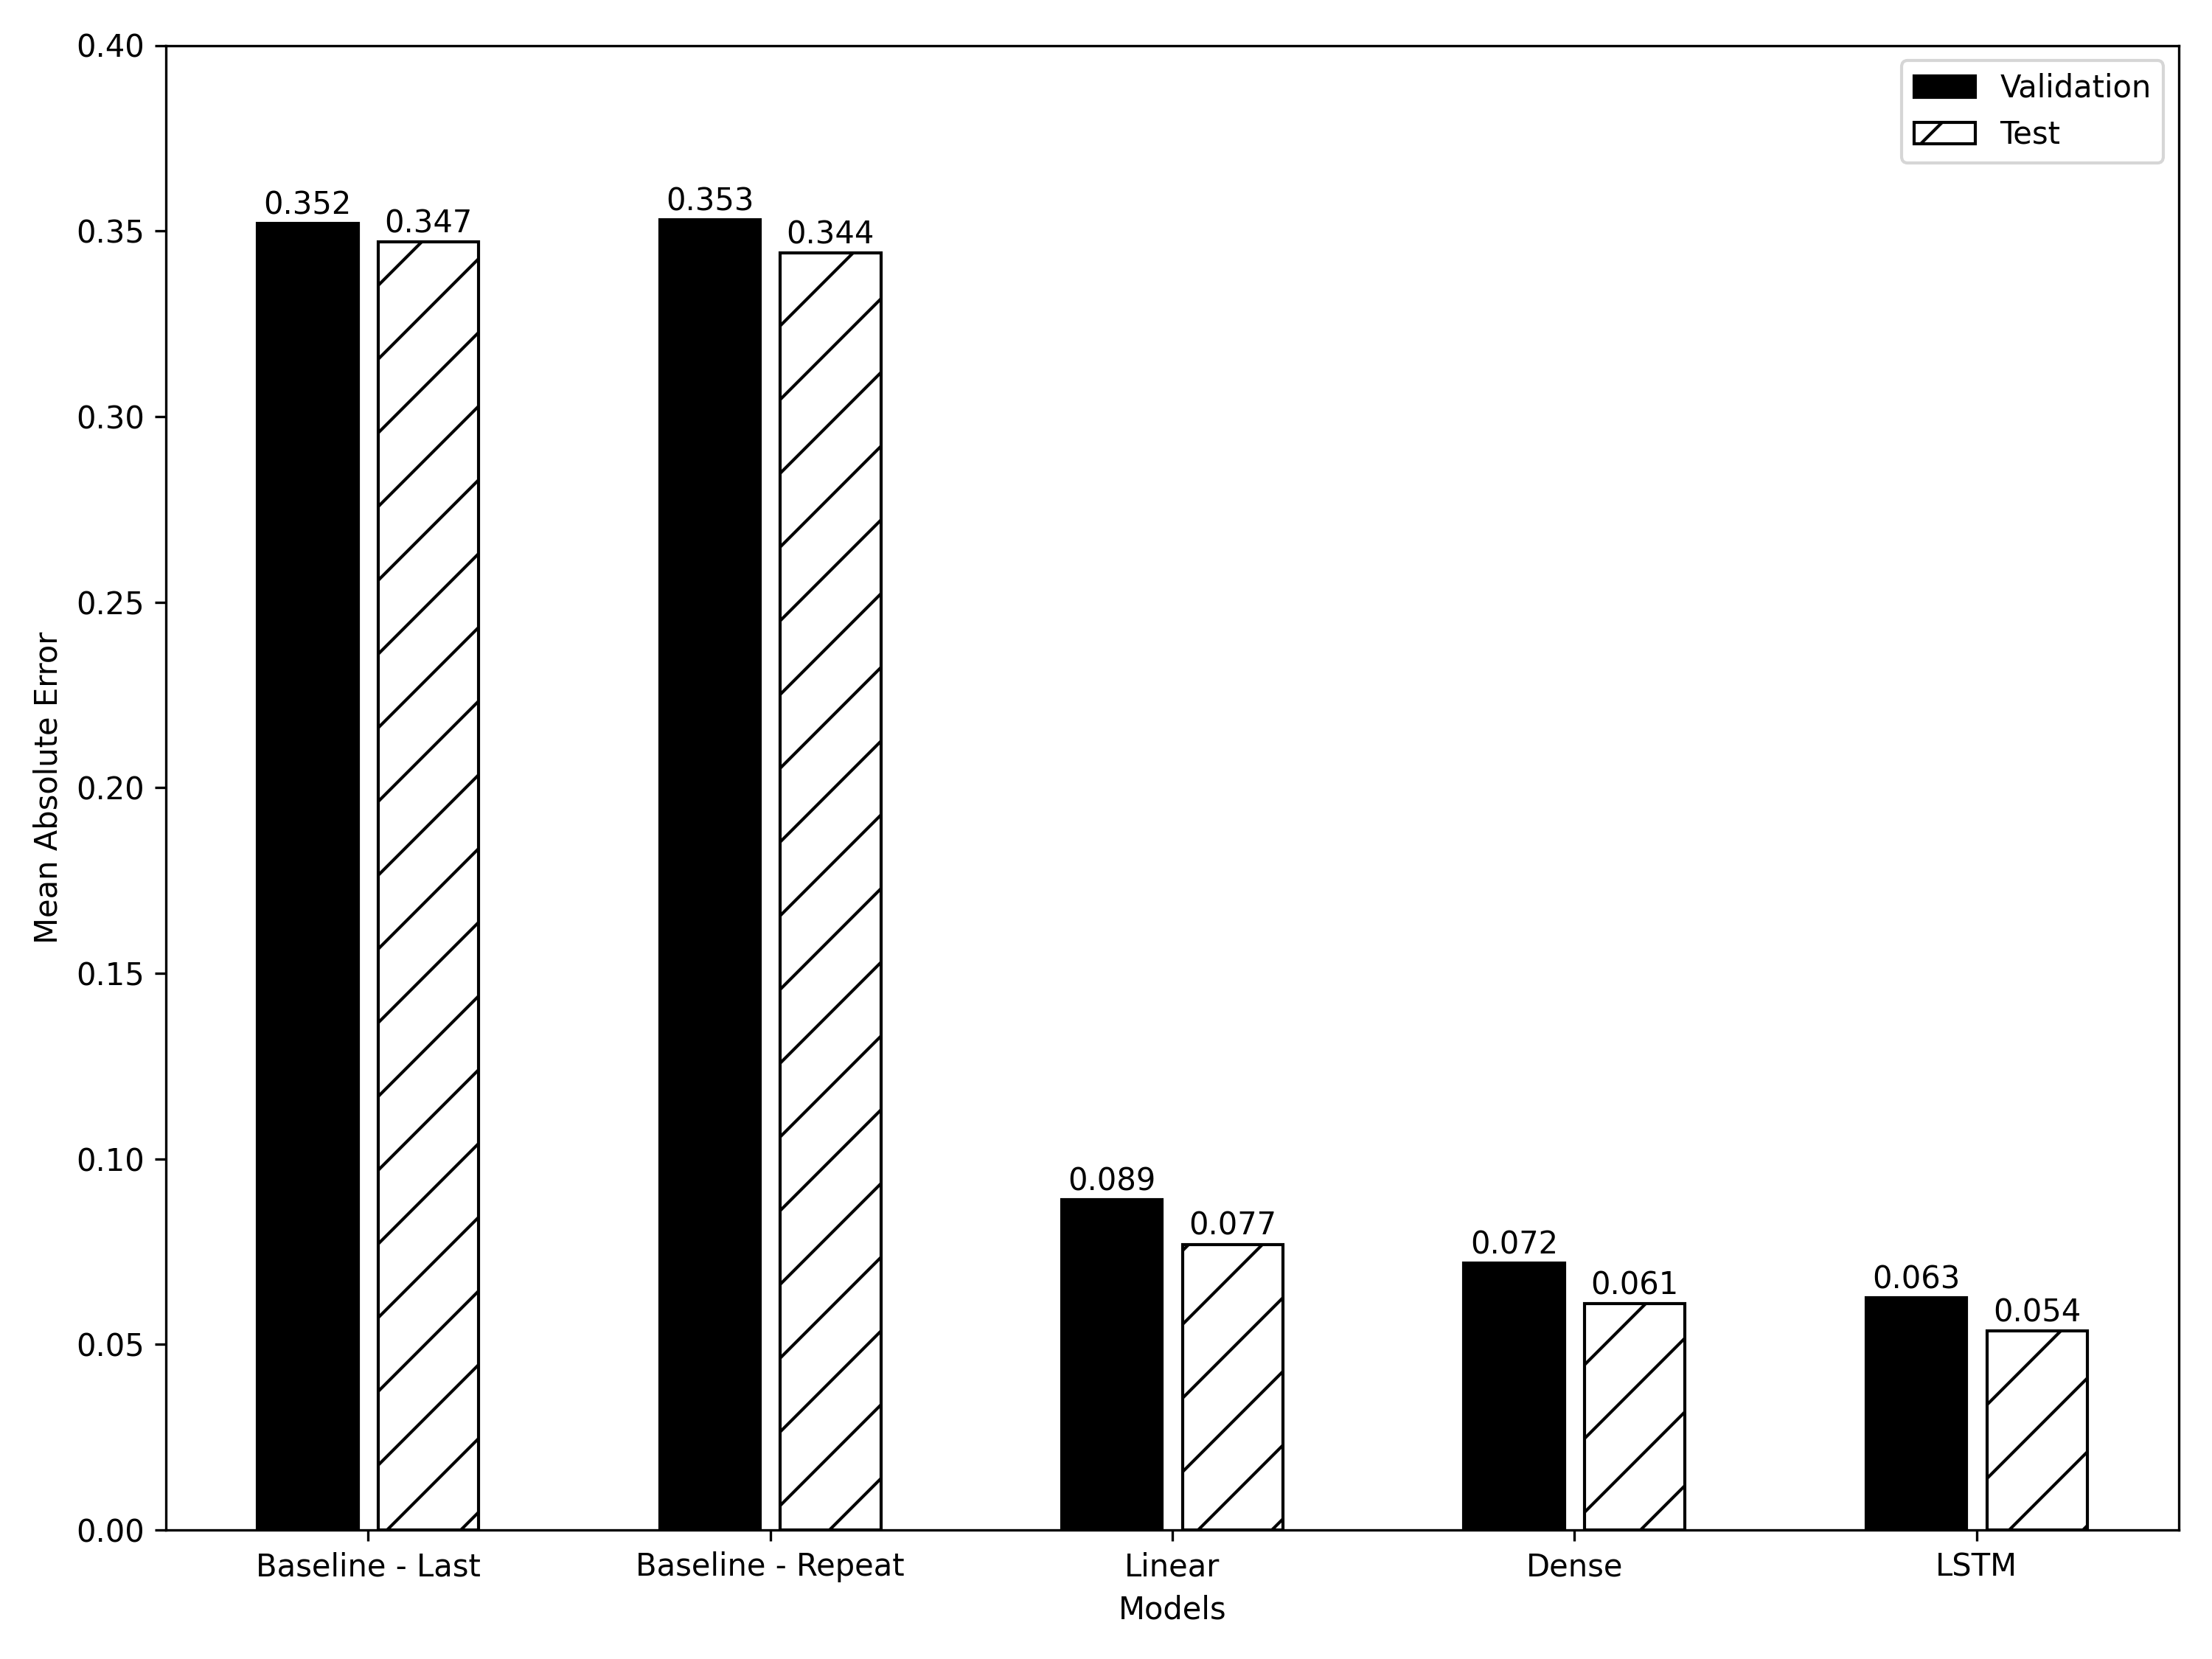 0.40
0.35
0.30
0.25
0.20
0.15
0.10
0.05
0.00
Mean Absolute Error
Validation
Test
0.352
0.347
0.353
0.344
0.089
0.077
0.072
0.061
0.063
0.054
Baseline - Last
Baseline - Repeat
Linear
Dense
LSTM
Models